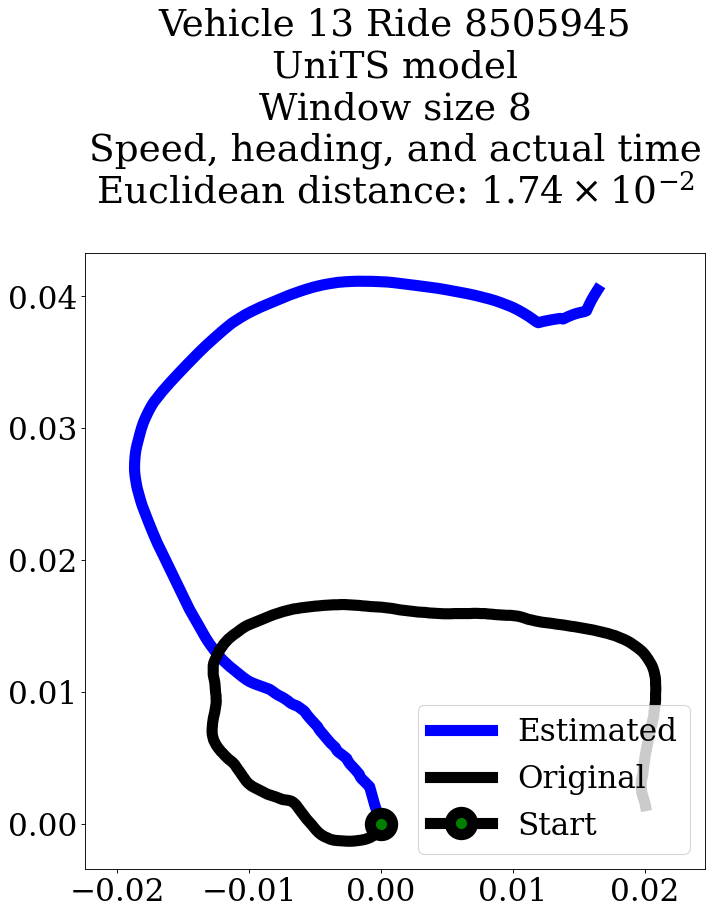 Vehicle 13 Ride 8505945
UniTS model
Window size 8
Speed, heading, and actual time
Euclidean distance: 1.74 × 10⁻²
0.04
0.03
0.02
0.01
0.00
Estimated
Original
Start
−0.02 −0.01 0.00 0.01 0.02